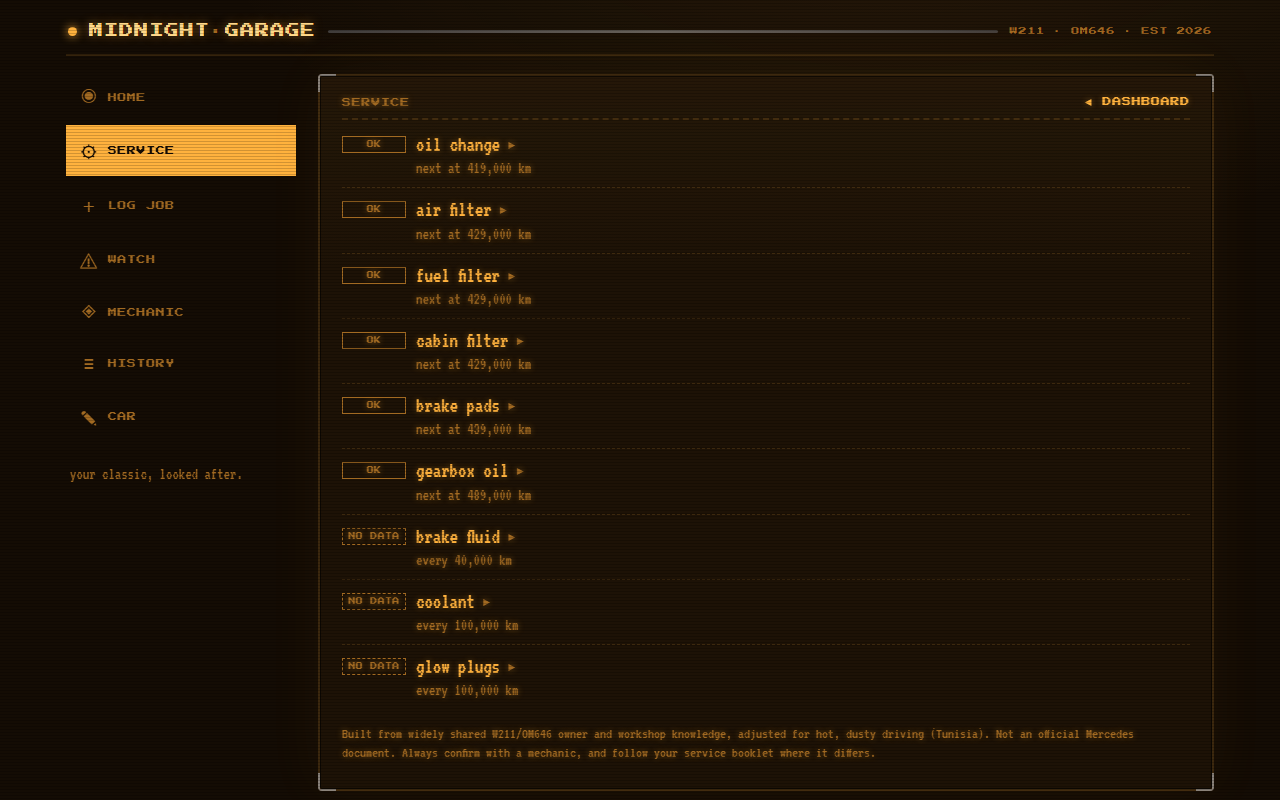 MIDNIGHT·GARAGE
W211 · OM646 · EST 2026
HOME
SERVICE
LOG JOB
WATCH
MECHANIC
HISTORY
CAR
your classic, looked after.
SERVICE
◂ DASHBOARD
OK oil change ▸
next at 419,000 km
OK air filter ▸
next at 429,000 km
OK fuel filter ▸
next at 429,000 km
OK cabin filter ▸
next at 429,000 km
OK brake pads ▸
next at 439,000 km
OK gearbox oil ▸
next at 489,000 km
NO DATA brake fluid ▸
every 40,000 km
NO DATA coolant ▸
every 100,000 km
NO DATA glow plugs ▸
every 100,000 km
Built from widely shared W211/OM646 owner and workshop knowledge, adjusted for hot, dusty driving (Tunisia). Not an official Mercedes
document. Always confirm with a mechanic, and follow your service booklet where it differs.